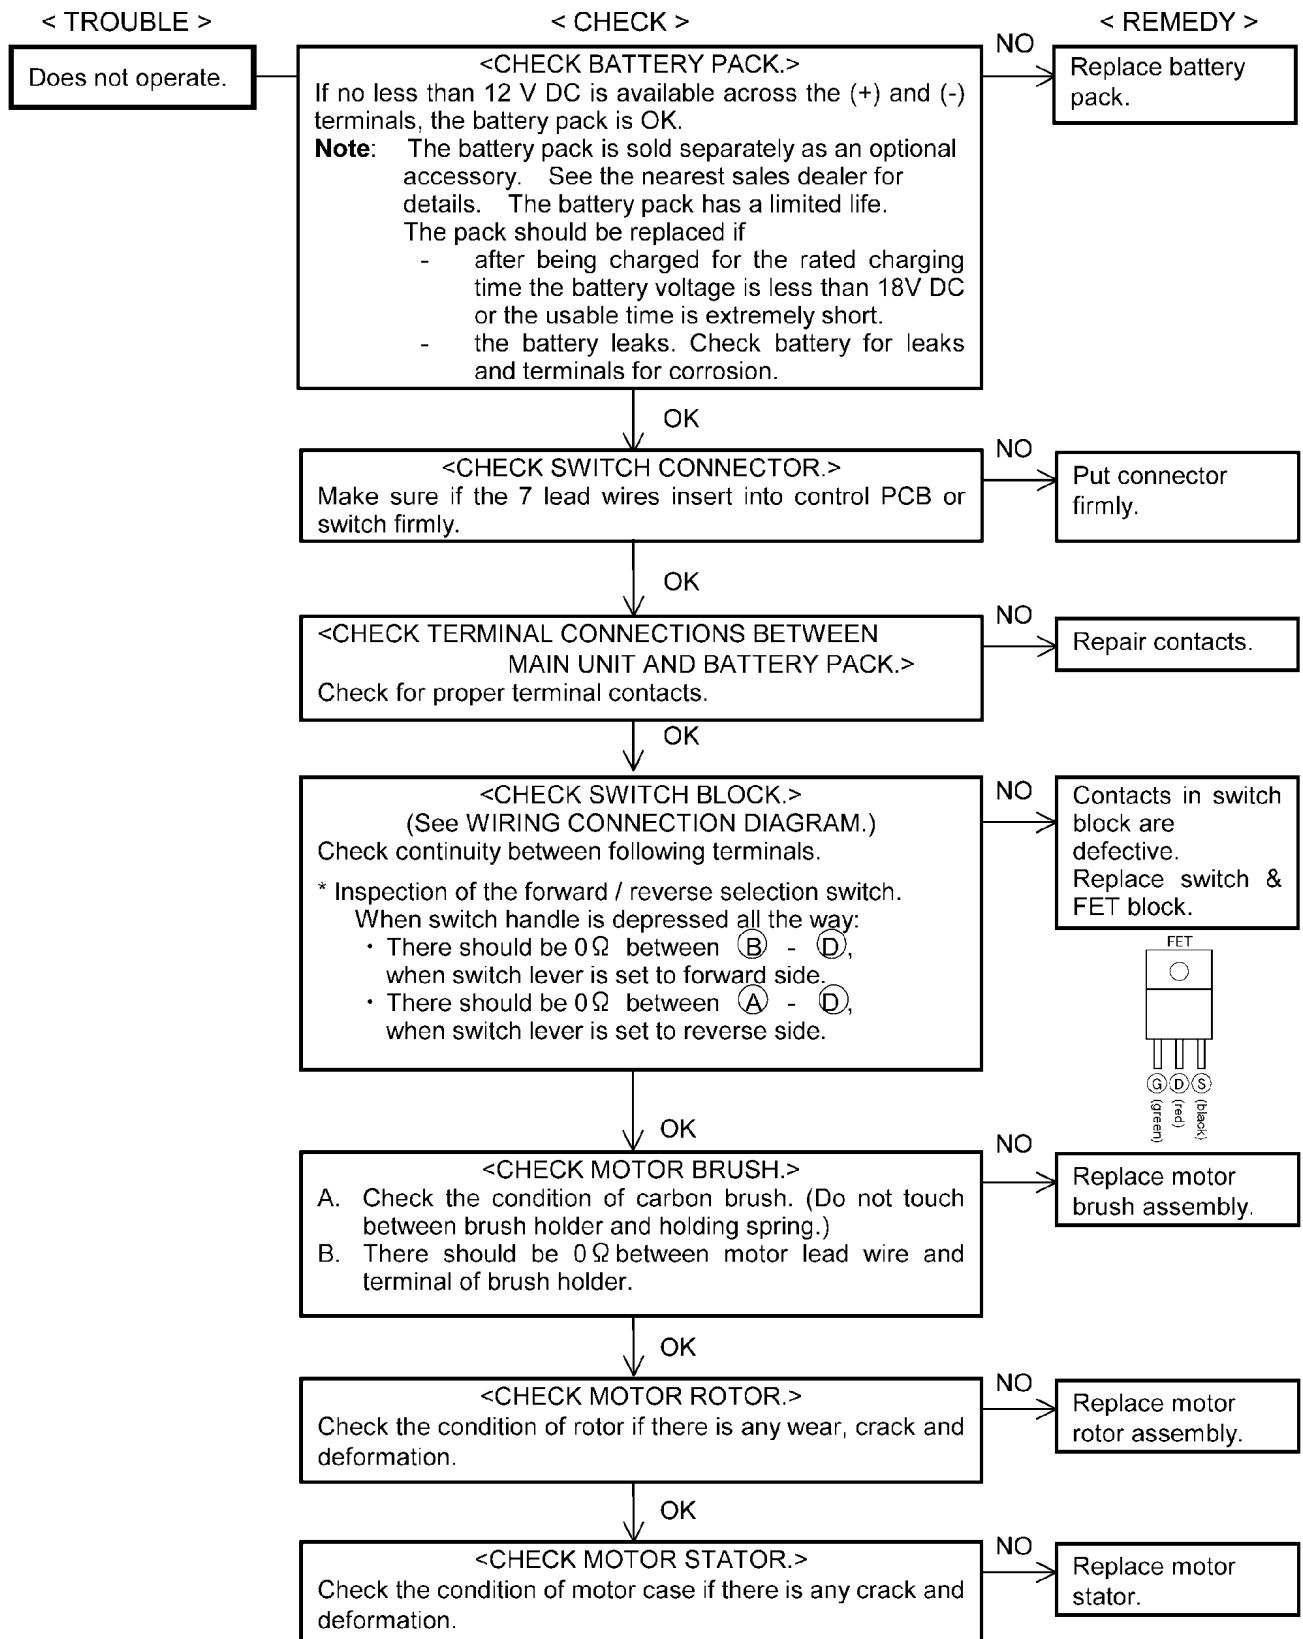 < TROUBLE >
< CHECK >
< REMEDY >
Does not operate.
<CHECK BATTERY PACK.>
If no less than 12 V DC is available across the (+) and (-)
terminals, the battery pack is OK.
Note: The battery pack is sold separately as an optional
accessory. See the nearest sales dealer for
details. The battery pack has a limited life.
The pack should be replaced if
- after being charged for the rated charging
time the battery voltage is less than 18V DC
or the usable time is extremely short.
- the battery leaks. Check battery for leaks
and terminals for corrosion.
NO
Replace battery
pack.
OK
<CHECK SWITCH CONNECTOR.>
Make sure if the 7 lead wires insert into control PCB or
switch firmly.
NO
Put connector
firmly.
OK
<CHECK TERMINAL CONNECTIONS BETWEEN
MAIN UNIT AND BATTERY PACK.>
Check for proper terminal contacts.
NO
Repair contacts.
OK
<CHECK SWITCH BLOCK.>
(See WIRING CONNECTION DIAGRAM.)
Check continuity between following terminals.
* Inspection of the forward / reverse selection switch.
When switch handle is depressed all the way:
・There should be 0Ω between Ⓑ - Ⓓ,
when switch lever is set to forward side.
・There should be 0Ω between Ⓐ - Ⓓ,
when switch lever is set to reverse side.
NO
Contacts in switch
block are
defective.
Replace switch &
FET block.
FET
Ⓖ Ⓓ Ⓢ
(green) (red) (black)
OK
<CHECK MOTOR BRUSH.>
A. Check the condition of carbon brush. (Do not touch
between brush holder and holding spring.)
B. There should be 0Ω between motor lead wire and
terminal of brush holder.
NO
Replace motor
brush assembly.
OK
<CHECK MOTOR ROTOR.>
Check the condition of rotor if there is any wear, crack and
deformation.
NO
Replace motor
rotor assembly.
OK
<CHECK MOTOR STATOR.>
Check the condition of motor case if there is any crack and
deformation.
NO
Replace motor
stator.